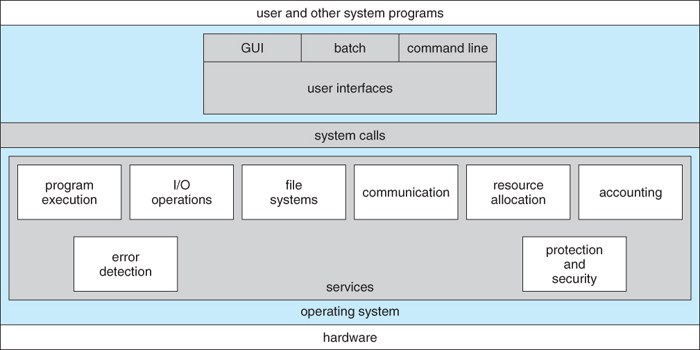 user and other system programs
GUI
batch
command line
user interfaces
system calls
program
execution
I/O
operations
file
systems
communication
resource
allocation
accounting
error
detection
protection
and
security
services
operating system
hardware